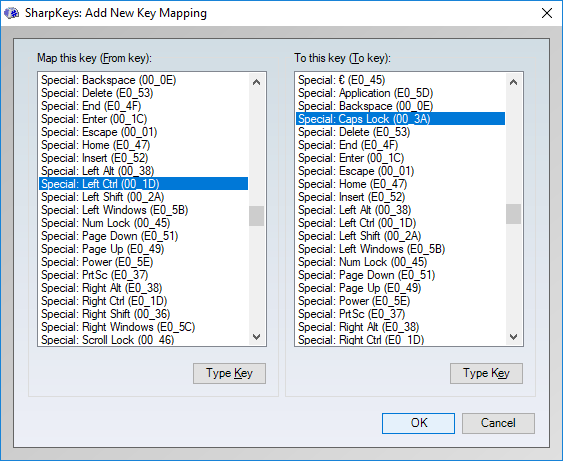 SharpKeys: Add New Key Mapping
Map this key (From key):
Special: Backspace (00_0E)
Special: Delete (E0_53)
Special: End (E0_4F)
Special: Enter (00_1C)
Special: Escape (00_01)
Special: Home (E0_47)
Special: Insert (E0_52)
Special: Left Alt (00_38)
Special: Left Ctrl (00_1D)
Special: Left Shift (00_2A)
Special: Left Windows (E0_5B)
Special: Num Lock (00_45)
Special: Page Down (E0_51)
Special: Page Up (E0_49)
Special: Power (E0_5E)
Special: PrtSc (E0_37)
Special: Right Alt (E0_38)
Special: Right Ctrl (E0_1D)
Special: Right Shift (00_36)
Special: Right Windows (E0_5C)
Special: Scroll Lock (00_46)
Type Key
To this key (To key):
Special: € (E0_45)
Special: Application (E0_5D)
Special: Backspace (00_0E)
Special: Caps Lock (00_3A)
Special: Delete (E0_53)
Special: End (E0_4F)
Special: Enter (00_1C)
Special: Escape (00_01)
Special: Home (E0_47)
Special: Insert (E0_52)
Special: Left Alt (00_38)
Special: Left Ctrl (00_1D)
Special: Left Shift (00_2A)
Special: Left Windows (E0_5B)
Special: Num Lock (00_45)
Special: Page Down (E0_51)
Special: Page Up (E0_49)
Special: Power (E0_5E)
Special: PrtSc (E0_37)
Special: Right Alt (E0_38)
Special: Right Ctrl (E0_1D)
Type Key
OK
Cancel